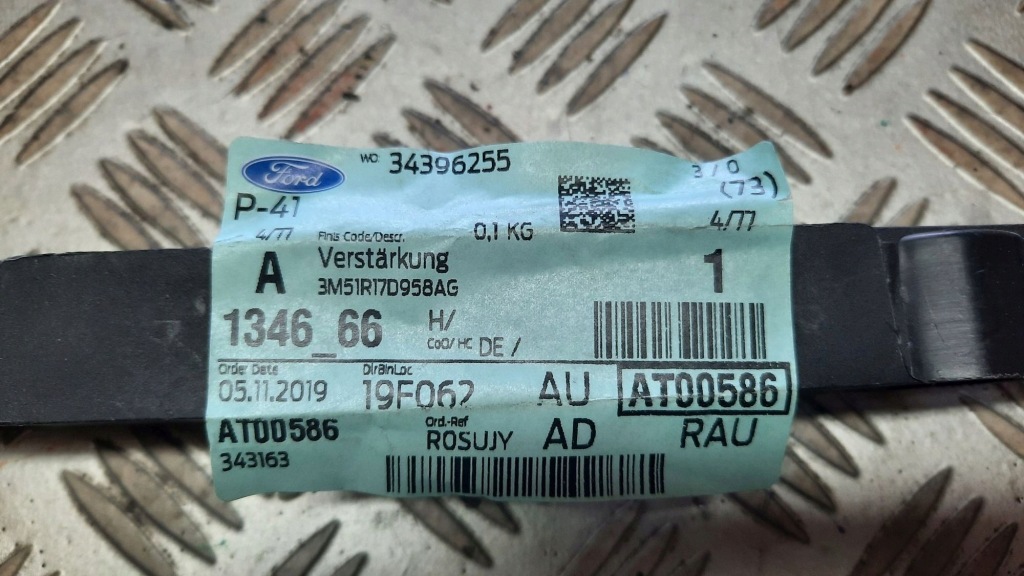 Ford WO: 34396255 3/0
P-41 (73)
4/77 Finis Code/Descr. 0,1 KG 4/77
A Verstärkung 1
3M51R17D958AG
1346_66 H/
CoO/HC DE /
Order Date DlrBinLoc
05.11.2019 19F062 AU AT00586
AT00586 Ord.-Ref
343163 ROSUJY AD RAU